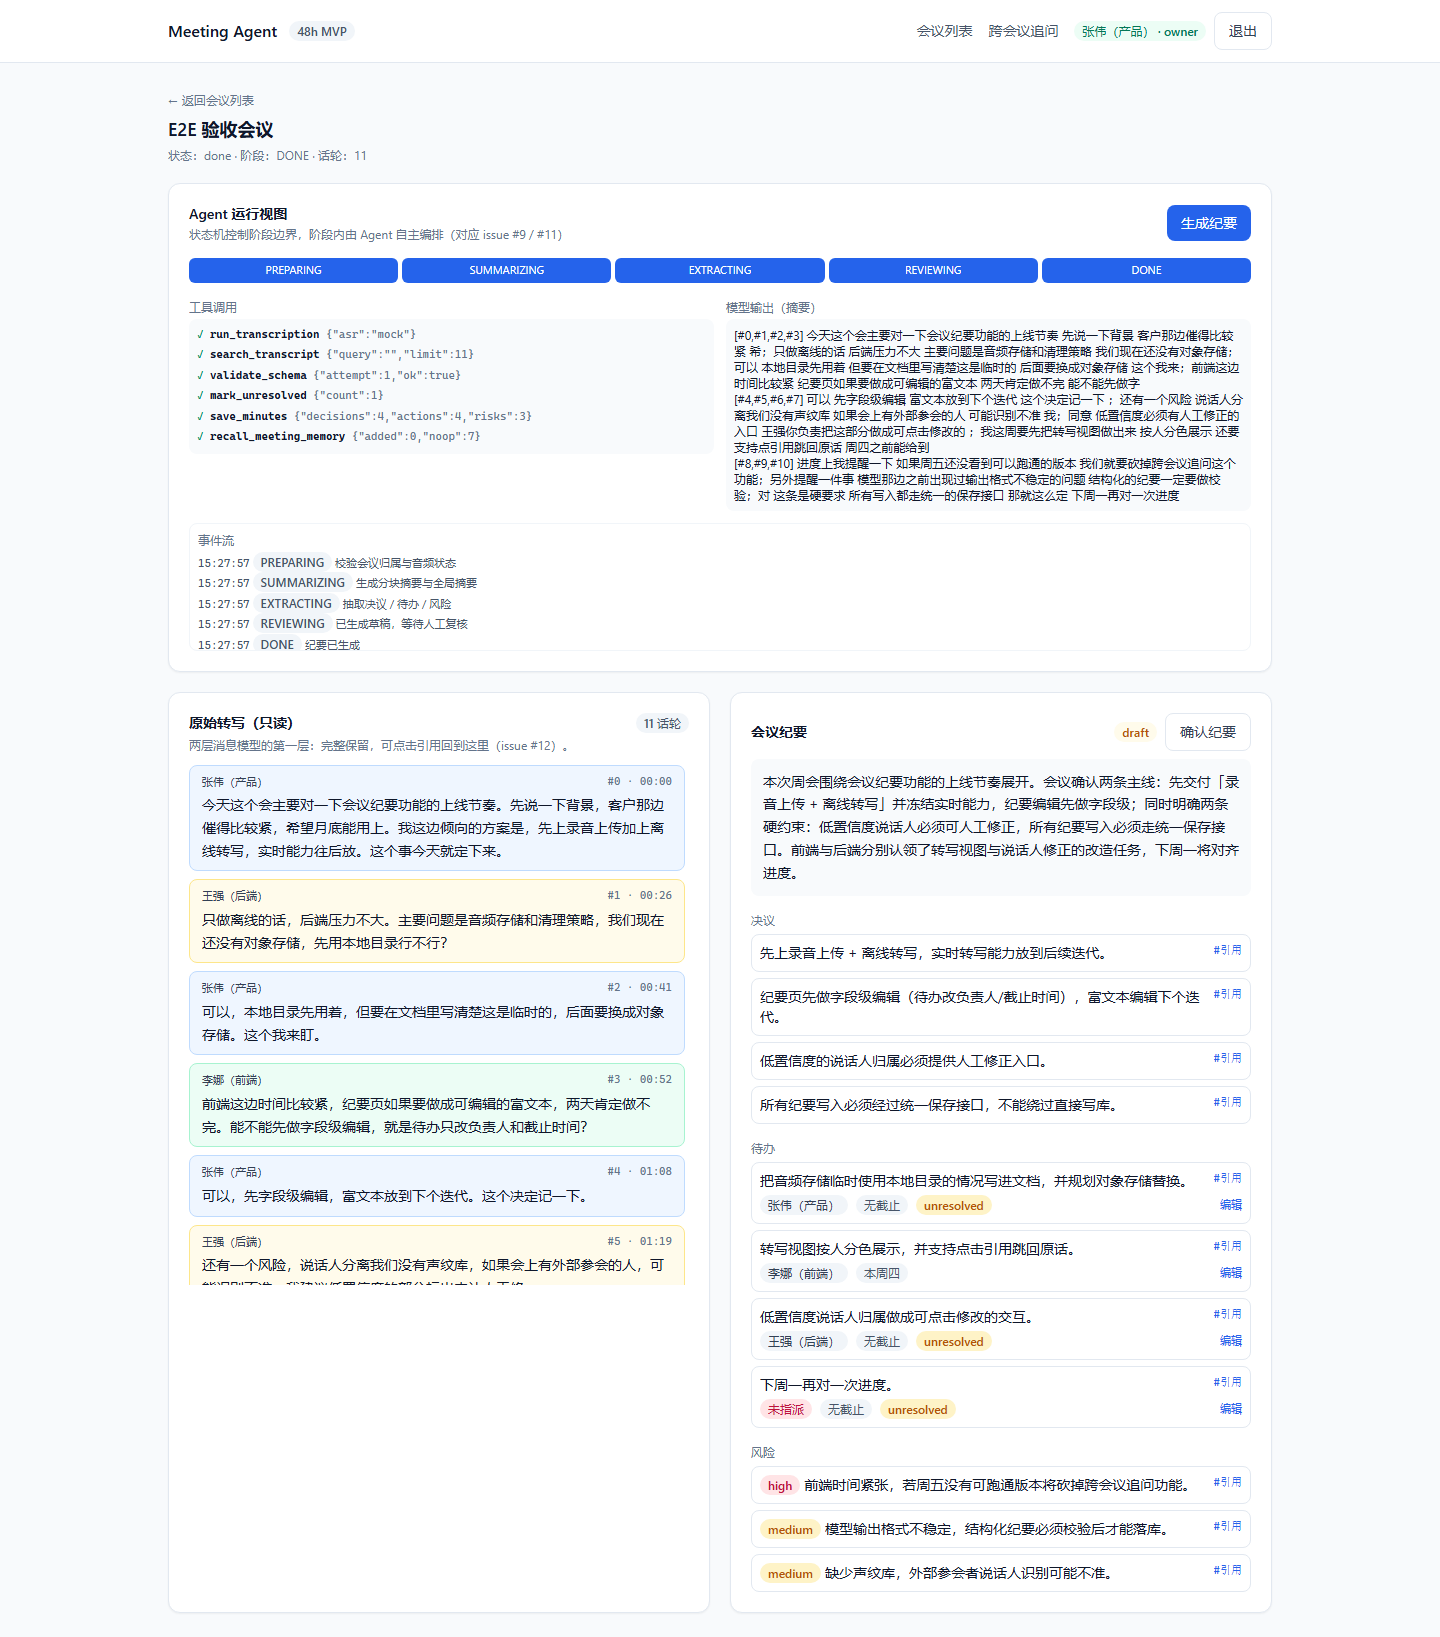 Meeting Agent 48h MVP 会议列表 跨会议追问 张伟（产品） · owner 退出
← 返回会议列表
E2E 验收会议
状态：done · 阶段：DONE · 话轮：11
Agent 运行视图
状态机控制阶段边界，阶段内由 Agent 自主编排（对应 issue #9 / #11）
生成纪要
PREPARING SUMMARIZING EXTRACTING REVIEWING DONE
工具调用
✓ run_transcription {"asr":"mock"}
✓ search_transcript {"query":"","limit":11}
✓ validate_schema {"attempt":1,"ok":true}
✓ mark_unresolved {"count":1}
✓ save_minutes {"decisions":4,"actions":4,"risks":3}
✓ recall_meeting_memory {"added":0,"noop":7}
模型输出（摘要）
[#0,#1,#2,#3] 今天这个会主要对一下会议纪要功能的上线节奏 先说一下背景 客户那边催得比较
紧 希；只做离线的话 后端压力不大 主要问题是音频存储和清理策略 我们现在还没有对象存储；
可以 本地目录先用着 但要在文档里写清楚这是临时的 后面要换成对象存储 这个我来；前端这边
时间比较紧 纪要页如果要做成可编辑的富文本 两天肯定做不完 能不能先做字
[#4,#5,#6,#7] 可以 先字段级编辑 富文本放到下个迭代 这个决定记一下 ；还有一个风险 说话人分
离我们没有声纹库 如果会上有外部参会的人 可能识别不准 我；同意 低置信度必须有人工修正的
入口 王强你负责把这部分做成可点击修改的 ；我这周要先把转写视图做出来 按人分色展示 还要
支持点引用跳回原话 周四之前能给到
[#8,#9,#10] 进度上我提醒一下 如果周五还没看到可以跑通的版本 我们就要砍掉跨会议追问这个
功能；另外提醒一件事 模型那边之前出现过输出格式不稳定的问题 结构化的纪要一定要做校
验；对 这条是硬要求 所有写入都走统一的保存接口 那就这么定 下周一再对一次进度
事件流
15:27:57 PREPARING 校验会议归属与音频状态
15:27:57 SUMMARIZING 生成分块摘要与全局摘要
15:27:57 EXTRACTING 抽取决议 / 待办 / 风险
15:27:57 REVIEWING 已生成草稿，等待人工复核
15:27:57 DONE 纪要已生成
原始转写（只读）
11 话轮
两层消息模型的第一层：完整保留，可点击引用回到这里（issue #12）。
张伟（产品） #0 · 00:00
今天这个会主要对一下会议纪要功能的上线节奏。先说一下背景，客户那边
催得比较紧，希望月底能用上。我这边倾向的方案是，先上录音上传加上离
线转写，实时能力往后放。这个事今天就定下来。
王强（后端） #1 · 00:26
只做离线的话，后端压力不大。主要问题是音频存储和清理策略，我们现在
还没有对象存储，先用本地目录行不行？
张伟（产品） #2 · 00:41
可以，本地目录先用着，但要在文档里写清楚这是临时的，后面要换成对象
存储。这个我来盯。
李娜（前端） #3 · 00:52
前端这边时间比较紧，纪要页如果要做成可编辑的富文本，两天肯定做不
完。能不能先做字段级编辑，就是待办只改负责人和截止时间？
张伟（产品） #4 · 01:08
可以，先字段级编辑，富文本放到下个迭代。这个决定记一下。
王强（后端） #5 · 01:19
还有一个风险，说话人分离我们没有声纹库，如果会上有外部参会的人，可
会议纪要
draft
确认纪要
本次周会围绕会议纪要功能的上线节奏展开。会议确认两条主线：先交付「录
音上传 + 离线转写」并冻结实时能力，纪要编辑先做字段级；同时明确两条
硬约束：低置信度说话人必须可人工修正，所有纪要写入必须走统一保存接
口。前端与后端分别认领了转写视图与说话人修正的改造任务，下周一将对齐
进度。
决议
先上录音上传 + 离线转写，实时转写能力放到后续迭代。 #引用
纪要页先做字段级编辑（待办改负责人/截止时间），富文本编辑下个迭 #引用
代。
低置信度的说话人归属必须提供人工修正入口。 #引用
所有纪要写入必须经过统一保存接口，不能绕过直接写库。 #引用
待办
把音频存储临时使用本地目录的情况写进文档，并规划对象存储替换。 #引用
张伟（产品） 无截止 unresolved 编辑
转写视图按人分色展示，并支持点击引用跳回原话。 #引用
李娜（前端） 本周四 编辑
低置信度说话人归属做成可点击修改的交互。 #引用
王强（后端） 无截止 unresolved 编辑
下周一再对一次进度。 #引用
未指派 无截止 unresolved 编辑
风险
high 前端时间紧张，若周五没有可跑通版本将砍掉跨会议追问功能。 #引用
medium 模型输出格式不稳定，结构化纪要必须校验后才能落库。 #引用
medium 缺少声纹库，外部参会者说话人识别可能不准。 #引用